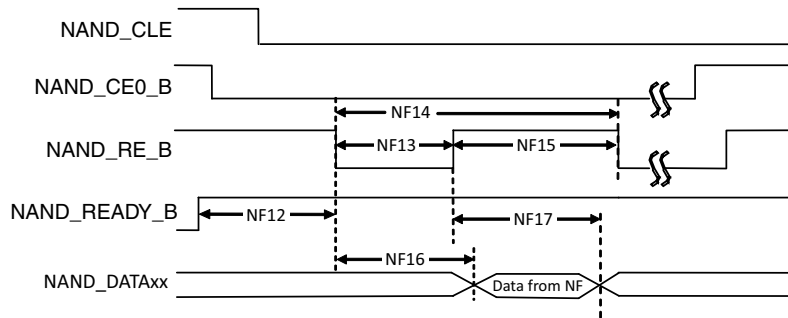 NAND_CLE
NAND_CE0_B
NF14
NAND_RE_B
NF13
NF15
NAND_READY_B
NF12
NF17
NF16
NAND_DATAxx
Data from NF